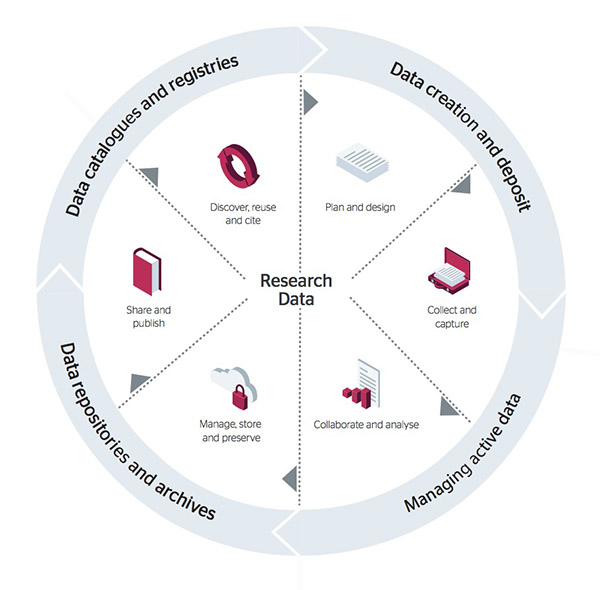 Data catalogues and registries
Data creation and deposit
Discover, reuse
and cite
Plan and design
Share and
publish
Research
Data
Collect and
capture
Manage, store
and preserve
Collaborate and analyse
Data repositories and archives
Managing active data